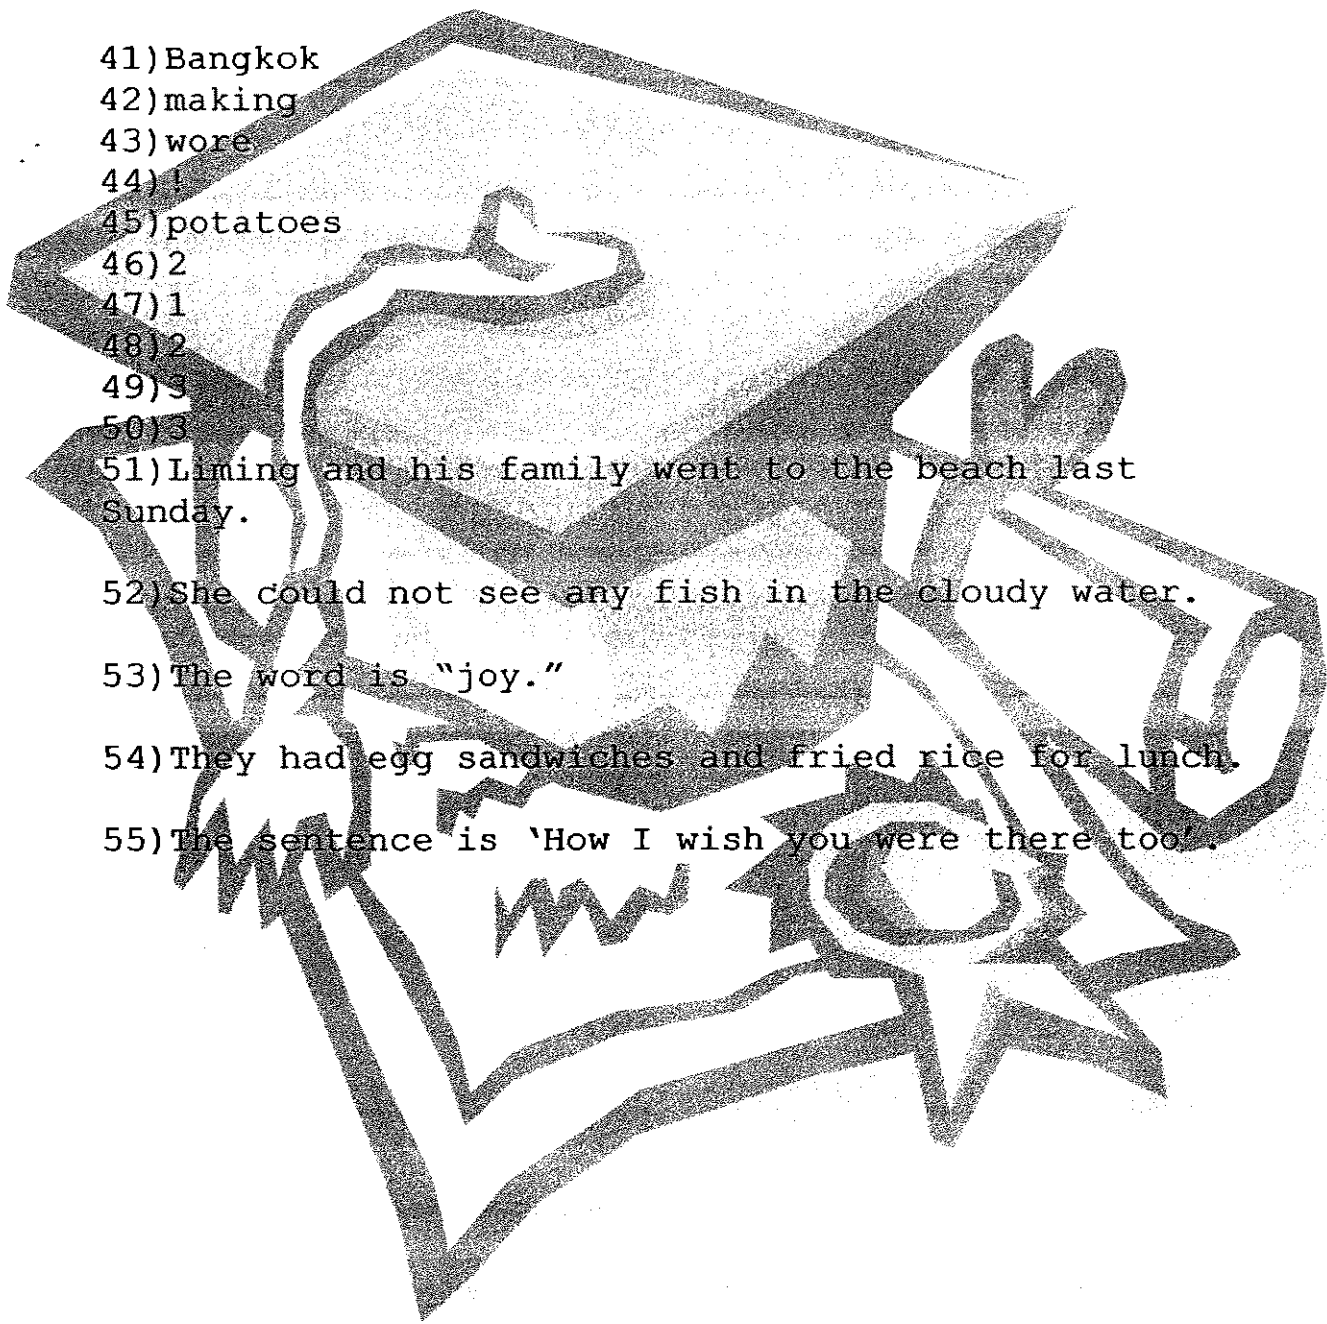 41)Bangkok
42)making
43)wore
44)!
45)potatoes
46)2
47)1
48)2
49)3
50)3
51)Liming and his family went to the beach last
Sunday.
52)She could not see any fish in the cloudy water.
53)The word is “joy.”
54)They had egg sandwiches and fried rice for lunch.
55)The sentence is ‘How I wish you were there too’.